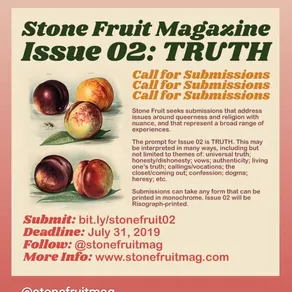 Stone Fruit Magazine
Issue 02: TRUTH
Call for Submissions
Call for Submissions
Call for Submissions
Stone Fruit seeks submissions that address
issues around queerness and religion with
nuance, and that represent a broad range of
experiences.
The prompt for Issue 02 is TRUTH. This may
be interpreted in many ways, including but
not limited to themes of: universal truth;
honesty/dishonesty; vows; authenticity; living
one's truth; callings/vocations; the
closet/coming out; confession; dogma;
heresy; etc.
Submissions can take any form that can be
printed in monochrome. Issue 02 will be
Risograph-printed.
Submit: bit.ly/stonefruit02
Deadline: July 31, 2019
Follow: @stonefruitmag
More Info: www.stonefruitmag.com
@stonefruitmag